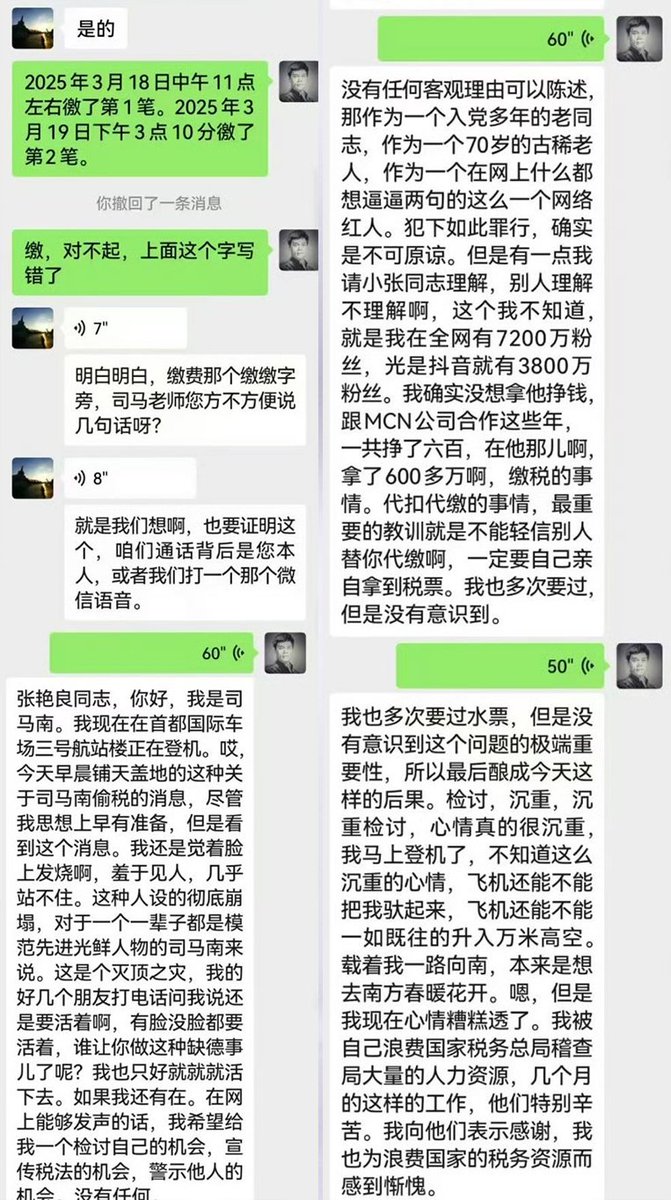 是的
2025年3月18日中午11点
左右徼了第1笔。2025年3
月19日下午3点10分徼了
第2笔。
你撤回了一条消息
缴，对不起，上面这个字写
错了
7"
明白明白，缴费那个缴缴字
旁，司马老师您方不方便说
几句话呀？
8"
就是我们想啊，也要证明这
个，咱们通话背后是您本
人，或者我们打一个那个微
信语音。
60"
张艳良同志，你好，我是司
马南。我现在在首都国际车
场三号航站楼正在登机。哎，
今天早晨铺天盖地的这种关
于司马南偷税的消息，尽管
我思想上早有准备，但是看
到这个消息。我还是觉着脸
上发烧啊，羞于见人，几乎
站不住。这种人设的彻底崩
塌，对于一个一辈子都是模
范先进光鲜人物的司马南来
说。这是个灭顶之灾，我的
好几个朋友打电话问我说还
是要活着啊，有脸没脸都要
活着，谁让你做这种缺德事
儿了呢？我也只好就就就活
下去。如果我还有在。在网
上能够发声的话，我希望给
我一个检讨自己的机会，宣
传税法的机会，警示他人的
机会。没有任何。
60"
没有任何客观理由可以陈述，
那作为一个入党多年的老同
志，作为一个70岁的古稀老
人，作为一个在网上什么都
想逼逼两句的这么一个网络
红人。犯下如此罪行，确实
是不可原谅。但是有一点我
请小张同志理解，别人理解
不理解啊，这个我不知道，
就是我在全网有7200万粉
丝，光是抖音就有3800万
粉丝。我确实没想拿他挣钱，
跟MCN公司合作这些年，
一共挣了六百，在他那儿啊，
拿了600多万啊，缴税的事
情。代扣代缴的事情，最重
要的教训就是不能轻信别人
替你代缴啊，一定要自己亲
自拿到税票。我也多次要过，
但是没有意识到。
50"
我也多次要过水票，但是没
有意识到这个问题的极端重
要性，所以最后酿成今天这
样的后果。检讨，沉重，沉
重检讨，心情真的很沉重，
我马上登机了，不知道这么
沉重的心情，飞机还能不能
把我驮起来，飞机还能不能
一如既往的升入万米高空。
载着我一路向南，本来是想
去南方春暖花开。嗯，但是
我现在心情糟糕透了。我被
自己浪费国家税务总局稽查
局大量的人力资源，几个月
的这样的工作，他们特别辛
苦。我向他们表示感谢，我
也为浪费国家的税务资源而
感到惭愧。